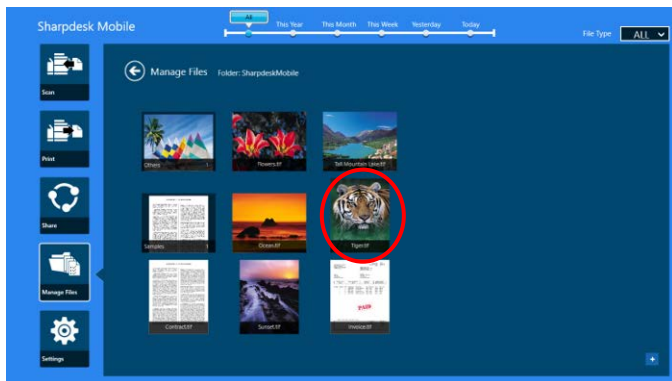 Sharpdesk Mobile
All
This Year
This Month
This Week
Yesterday
Today
File Type
ALL
Scan
Print
Share
Manage Files
Settings
Manage Files
Folder: SharpdeskMobile
Others
Flowers.tif
Tall Mountain Lake.tif
Samples
Ocean.tif
Tiger.tif
Contract.tif
Sunset.tif
Invoice.tif
PAID